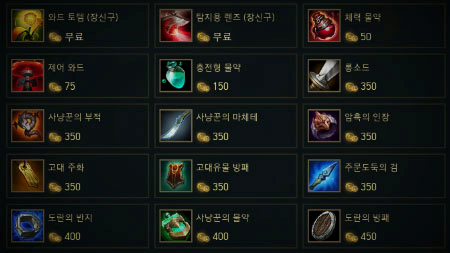 와드 토템 (장신구)
무료
탐지용 렌즈 (장신구)
무료
체력 물약
50
제어 와드
75
충전형 물약
150
롱소드
350
사냥꾼의 부적
350
사냥꾼의 마체테
350
암흑의 인장
350
고대 주화
350
고대유물 방패
350
주문도둑의 검
350
도란의 반지
400
사냥꾼의 물약
400
도란의 방패
450